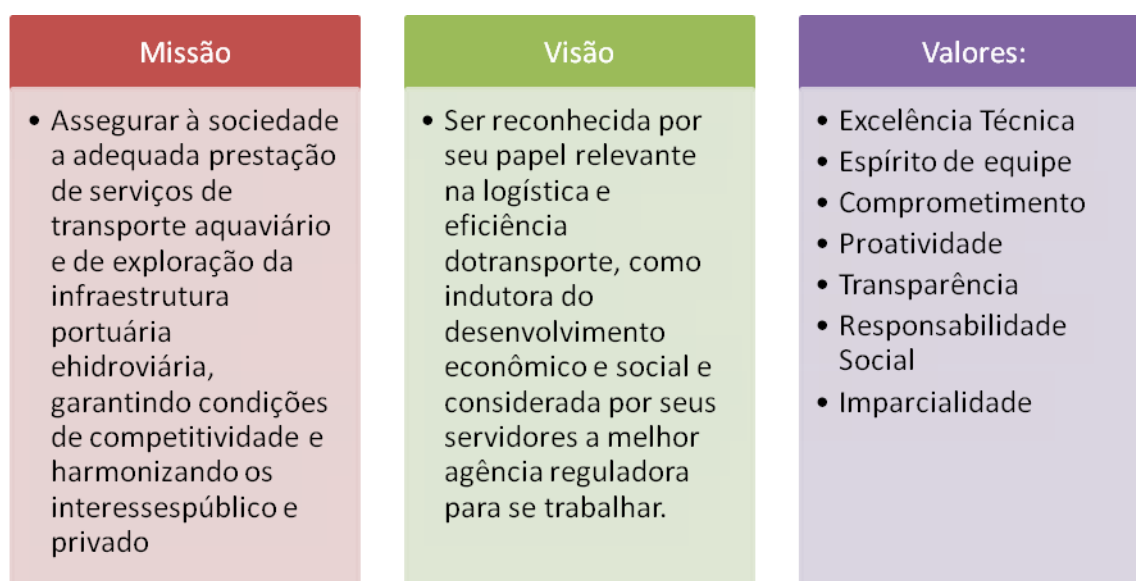 Missão
• Assegurar à sociedade
a adequada prestação
de serviços de
transporte aquaviário
e de exploração da
infraestrutura
portuária
ehidroviária,
garantindo condições
de competitividade e
harmonizando os
interessespúblico e
privado
Visão
• Ser reconhecida por
seu papel relevante
na logística e
eficiência
dotransporte, como
indutora do
desenvolvimento
econômico e social e
considerada por seus
servidores a melhor
agência reguladora
para se trabalhar.
Valores:
• Excelência Técnica
• Espírito de equipe
• Comprometimento
• Proatividade
• Transparência
• Responsabilidade
Social
• Imparcialidade